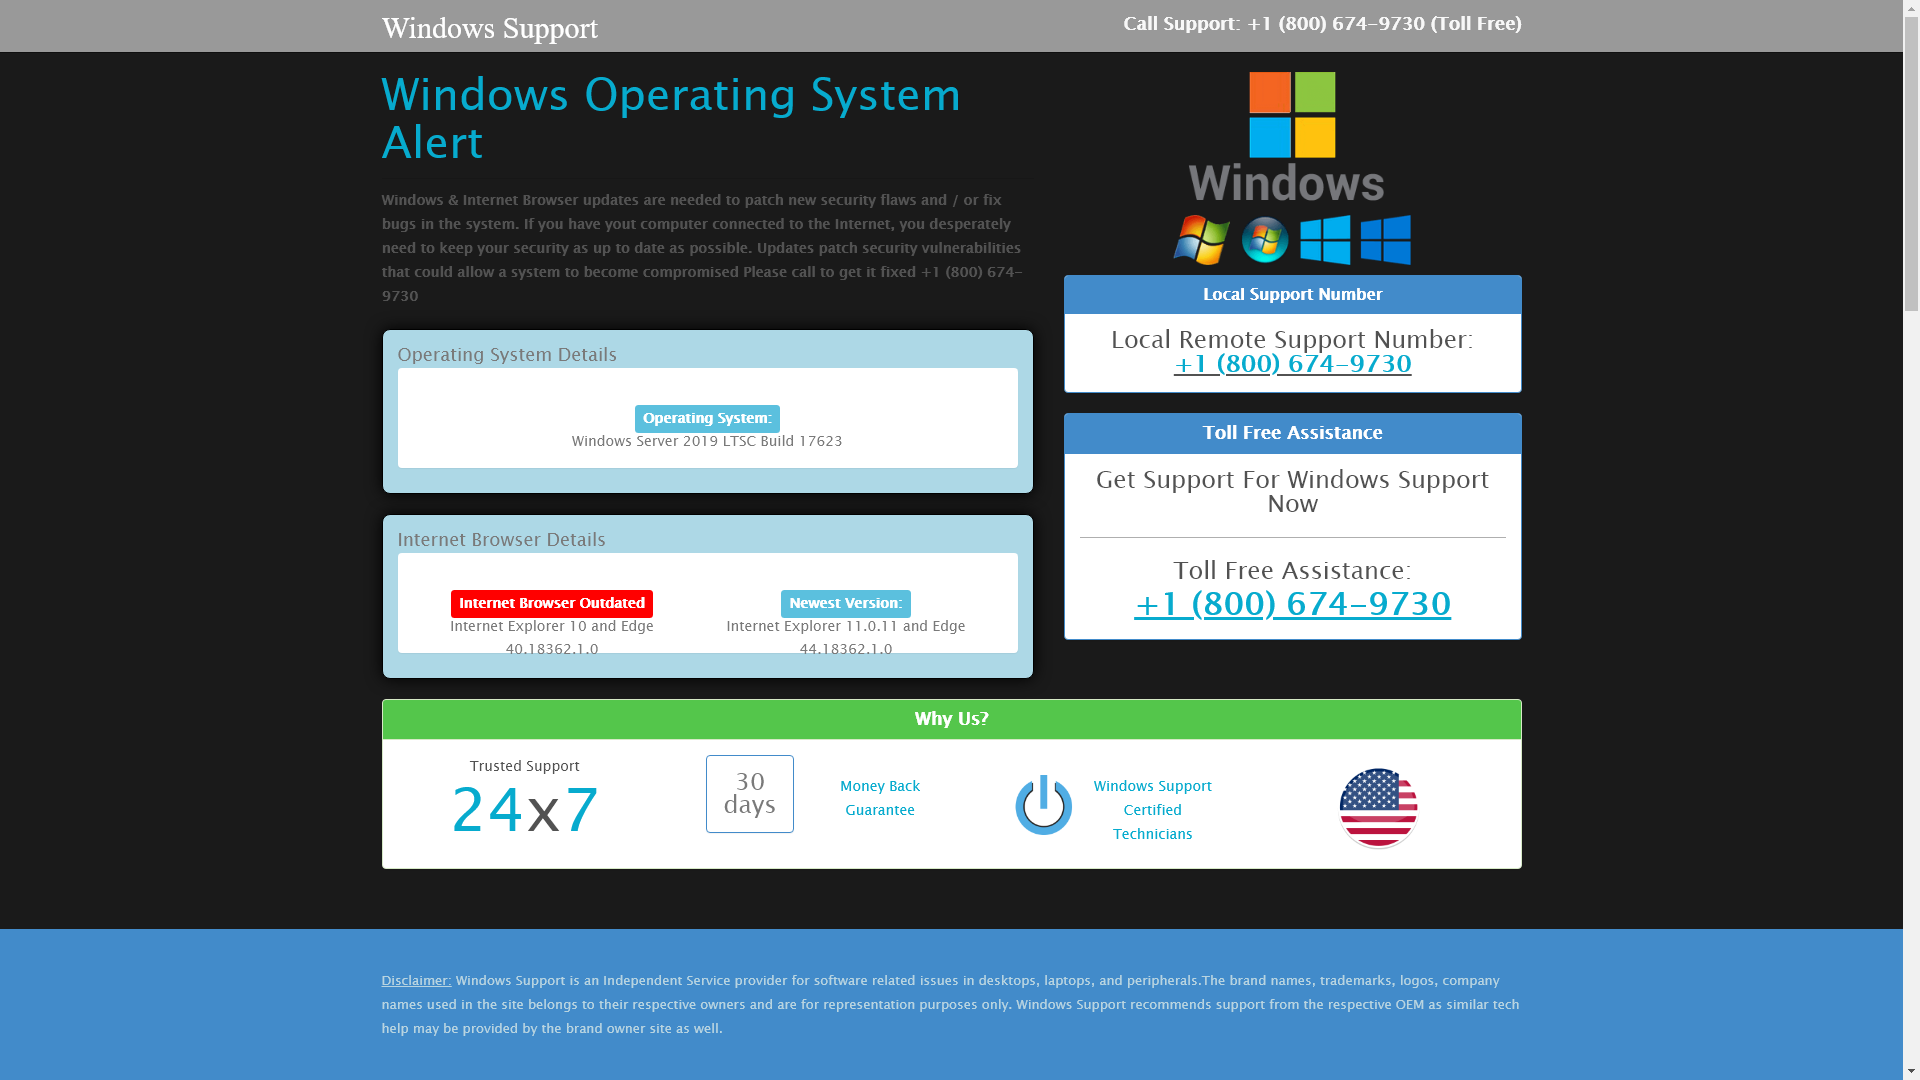 Windows Support
Call Support: +1 (800) 674-9730 (Toll Free)
Windows Operating System
Alert
Windows & Internet Browser updates are needed to patch new security flaws and / or fix
bugs in the system. If you have yout computer connected to the Internet, you desperately
need to keep your security as up to date as possible. Updates patch security vulnerabilities
that could allow a system to become compromised Please call to get it fixed +1 (800) 674-
9730
Windows
Operating System Details
Operating System:
Windows Server 2019 LTSC Build 17623
Internet Browser Details
Internet Browser Outdated
Internet Explorer 10 and Edge
40.18362.1.0
Newest Version:
Internet Explorer 11.0.11 and Edge
44.18362.1.0
Local Support Number
Local Remote Support Number:
+1 (800) 674-9730
Toll Free Assistance
Get Support For Windows Support
Now
Toll Free Assistance:
+1 (800) 674-9730
Why Us?
Trusted Support
24x7
30
days
Money Back
Guarantee
Windows Support
Certified
Technicians
Disclaimer: Windows Support is an Independent Service provider for software related issues in desktops, laptops, and peripherals.The brand names, trademarks, logos, company
names used in the site belongs to their respective owners and are for representation purposes only. Windows Support recommends support from the respective OEM as similar tech
help may be provided by the brand owner site as well.